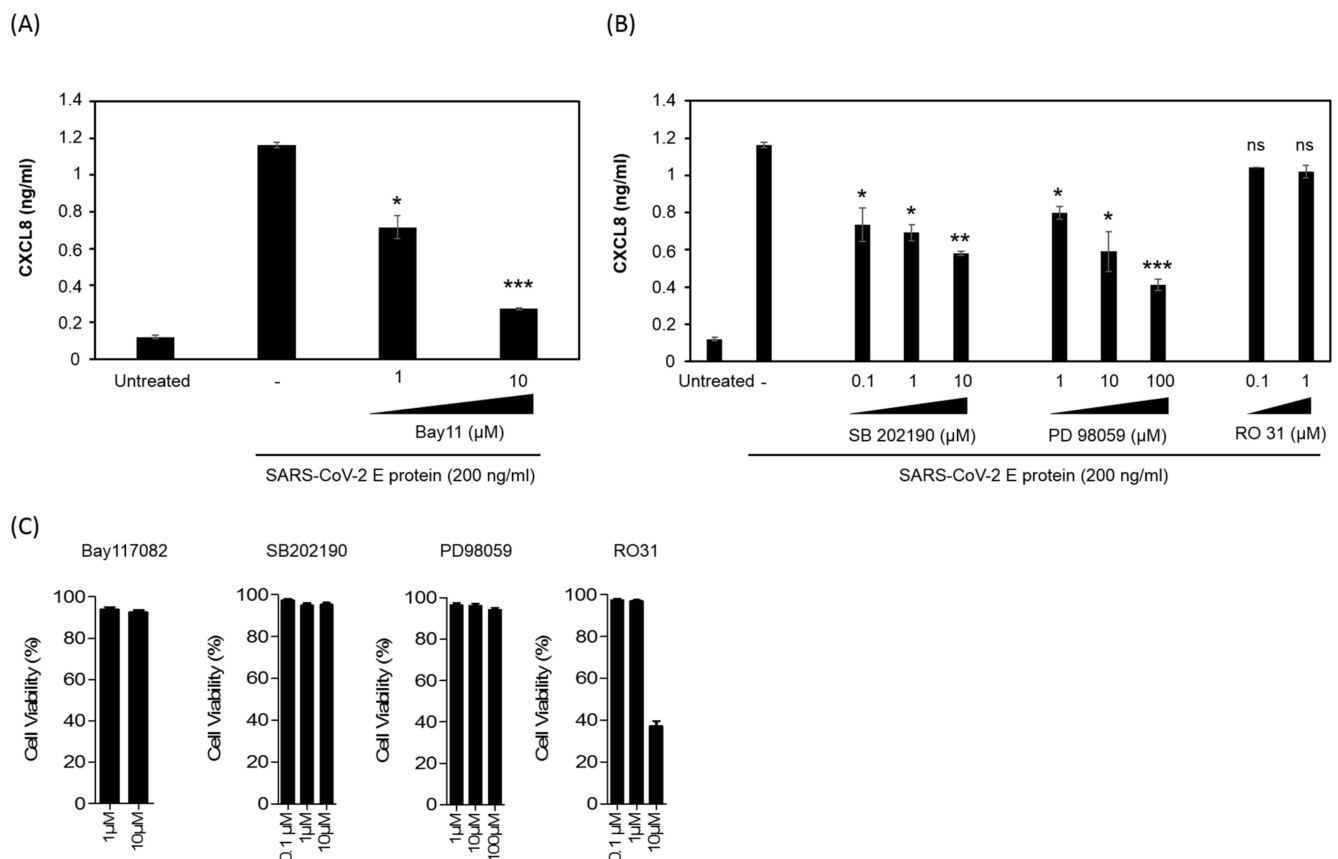 (A)
(B)
1.4
1.2
1
0.8
0.6
0.4
0.2
0
CXCL8 (ng/ml)
*
***
Untreated
-
1
10
Bay11 (µM)
SARS-CoV-2 E protein (200 ng/ml)
1.4
1.2
1
0.8
0.6
0.4
0.2
0
CXCL8 (ng/ml)
* * **
* * ***
ns ns
Untreated - 0.1 1 10 1 10 100 0.1 1
SB 202190 (µM) PD 98059 (µM) RO 31 (µM)
SARS-CoV-2 E protein (200 ng/ml)
(C)
Bay117082
100
80
60
40
20
0
Cell Viability (%)
1µM
10µM
SB202190
100
80
60
40
20
0
Cell Viability (%)
0.1 µM
1µM
10µM
PD98059
100
80
60
40
20
0
Cell Viability (%)
1µM
10µM
100µM
RO31
100
80
60
40
20
0
Cell Viability (%)
0.1 µM
1µM
10µM